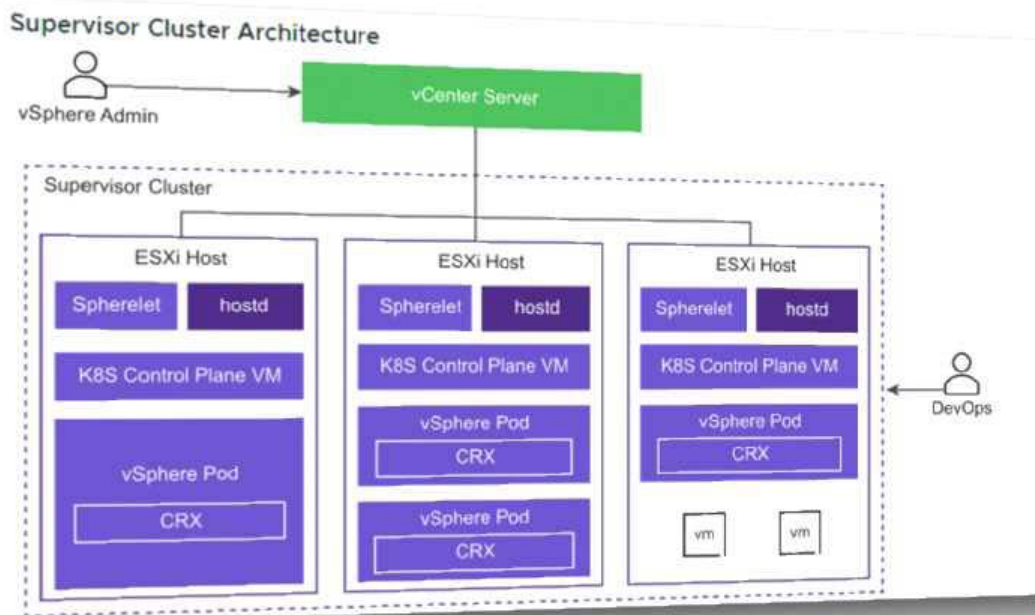 Supervisor Cluster Architecture
vSphere Admin
vCenter Server
Supervisor Cluster
ESXi Host
Spherelet
hostd
K8S Control Plane VM
vSphere Pod
CRX
ESXi Host
Spherelet
hostd
K8S Control Plane VM
vSphere Pod
CRX
vSphere Pod
CRX
ESXi Host
Spherelet
hostd
K8S Control Plane VM
vSphere Pod
CRX
vm
vm
DevOps